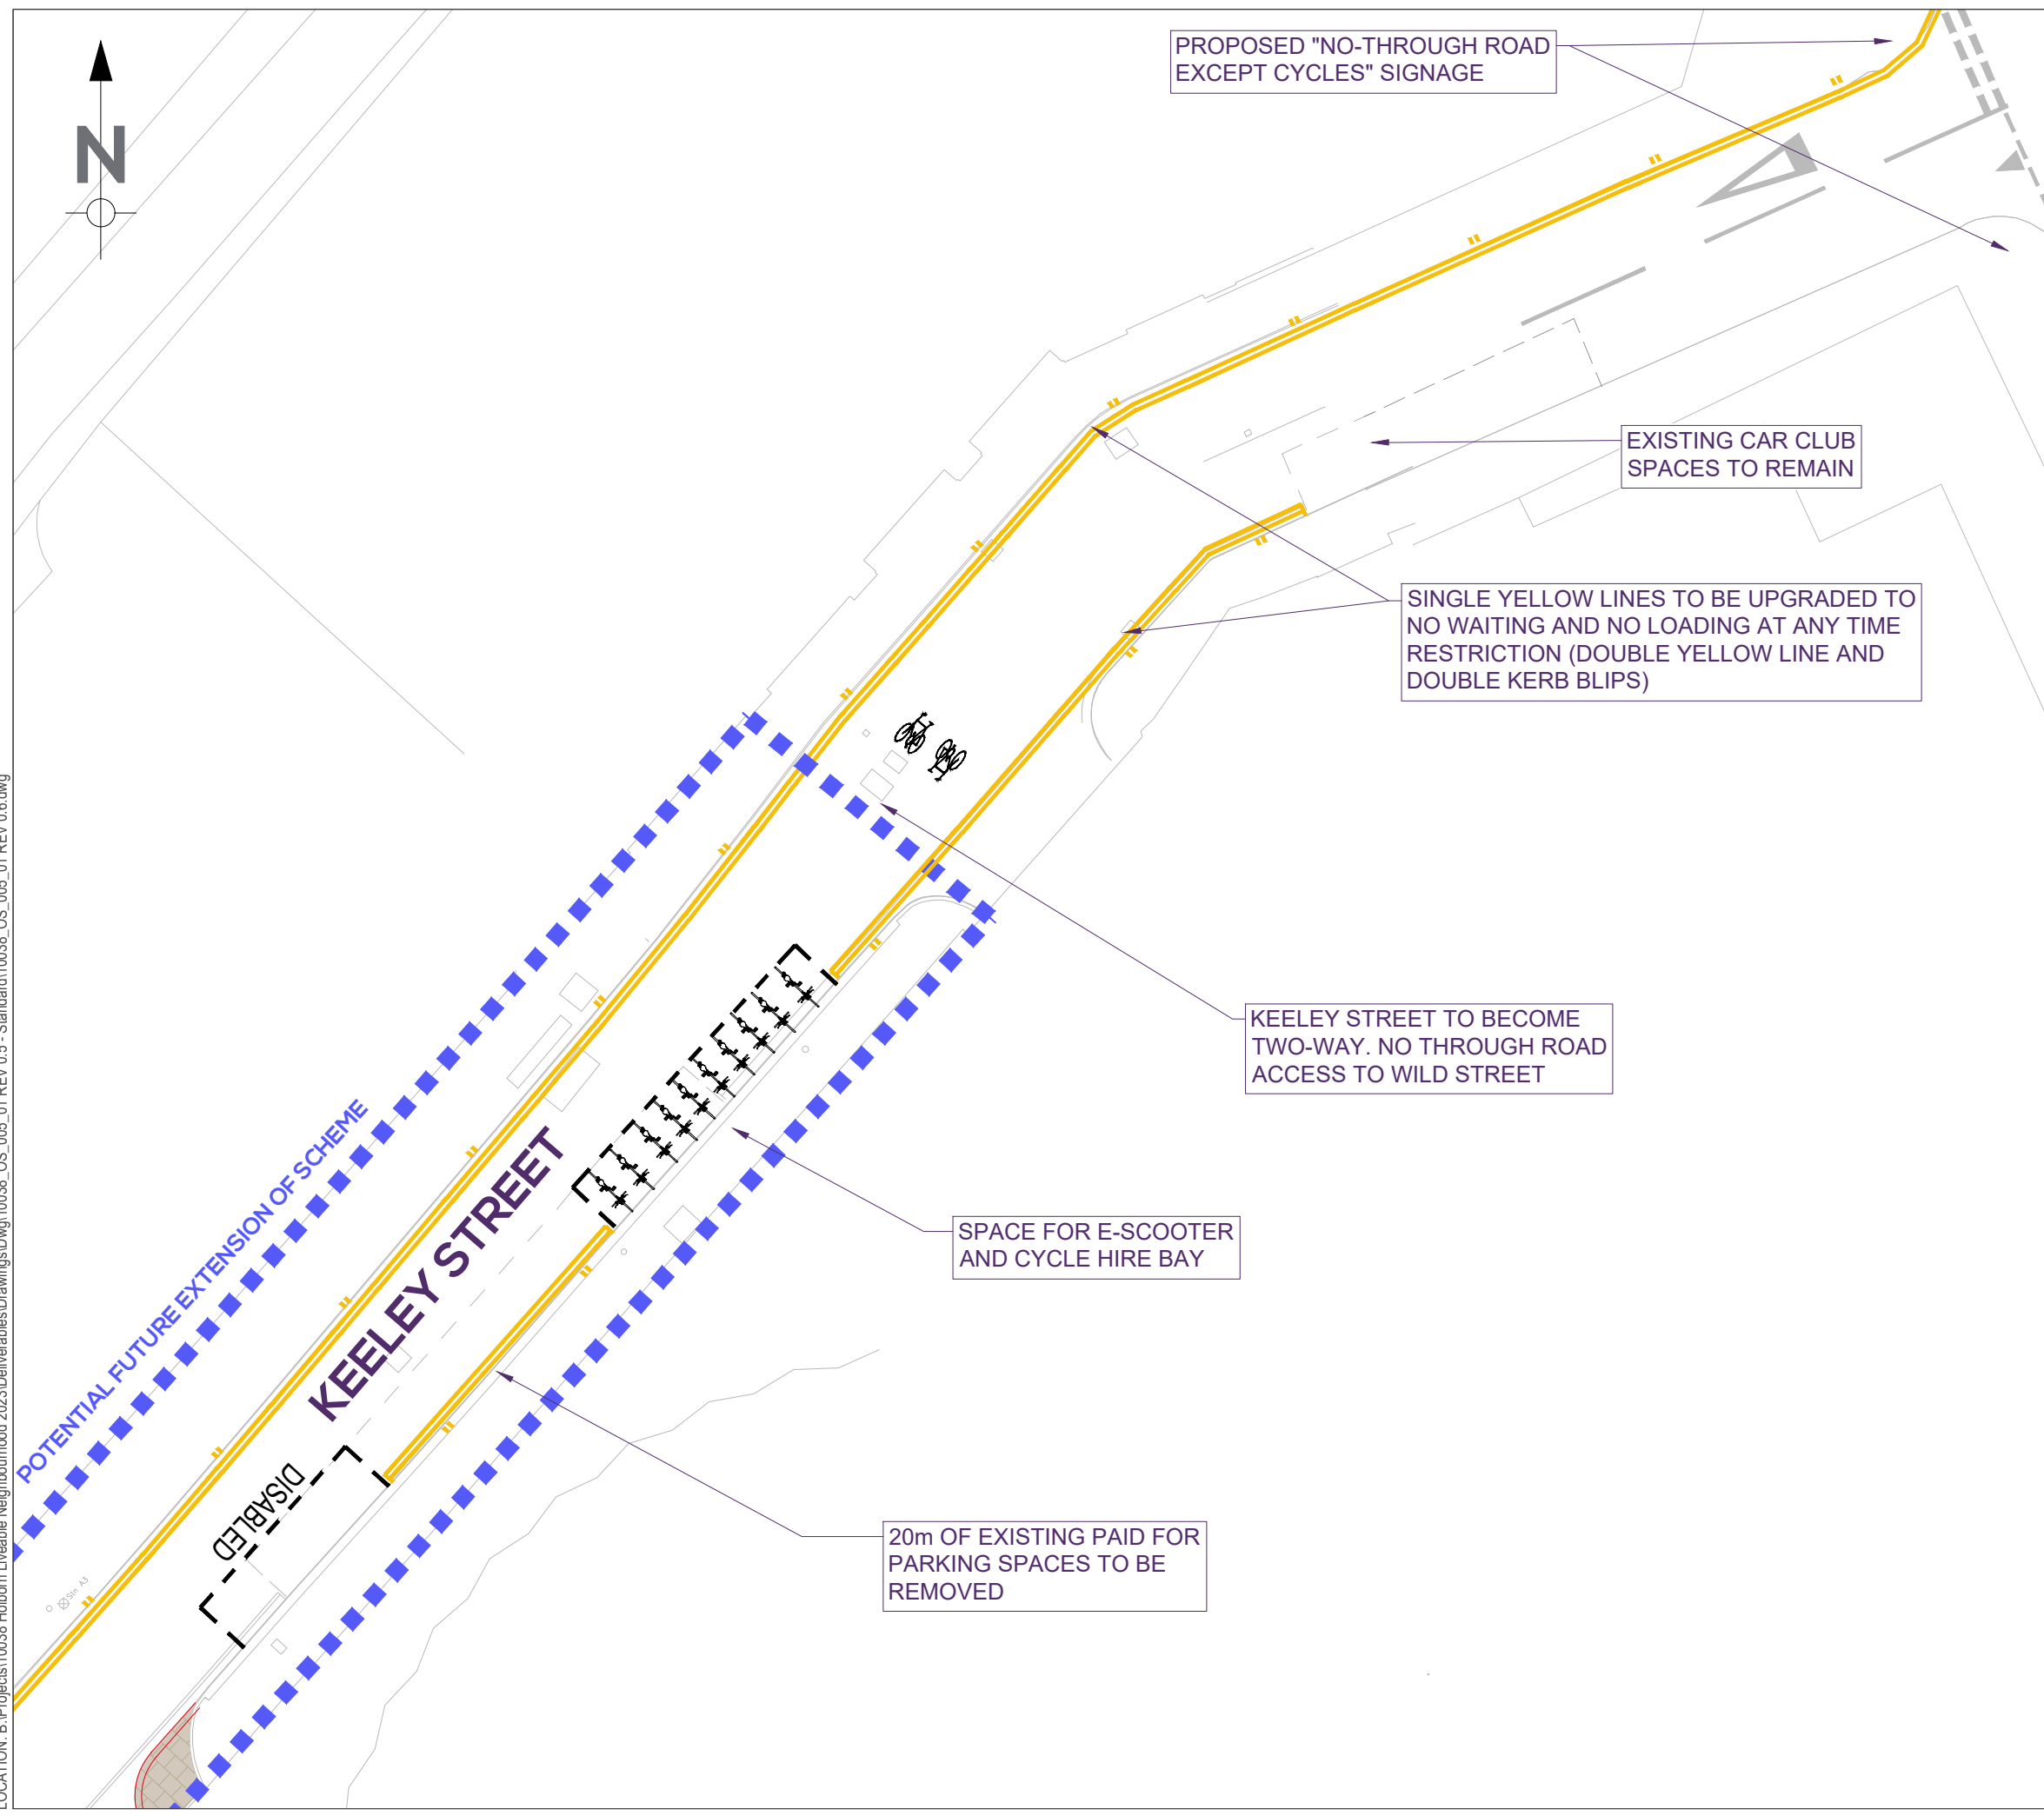 N
PROPOSED "NO-THROUGH ROAD
EXCEPT CYCLES" SIGNAGE
EXISTING CAR CLUB
SPACES TO REMAIN
SINGLE YELLOW LINES TO BE UPGRADED TO
NO WAITING AND NO LOADING AT ANY TIME
RESTRICTION (DOUBLE YELLOW LINE AND
DOUBLE KERB BLIPS)
KEELEY STREET TO BECOME
TWO-WAY. NO THROUGH ROAD
ACCESS TO WILD STREET
SPACE FOR E-SCOOTER
AND CYCLE HIRE BAY
20m OF EXISTING PAID FOR
PARKING SPACES TO BE
REMOVED
POTENTIAL FUTURE EXTENSION OF SCHEME
KEELEY STREET
DISABLED
Stn A3